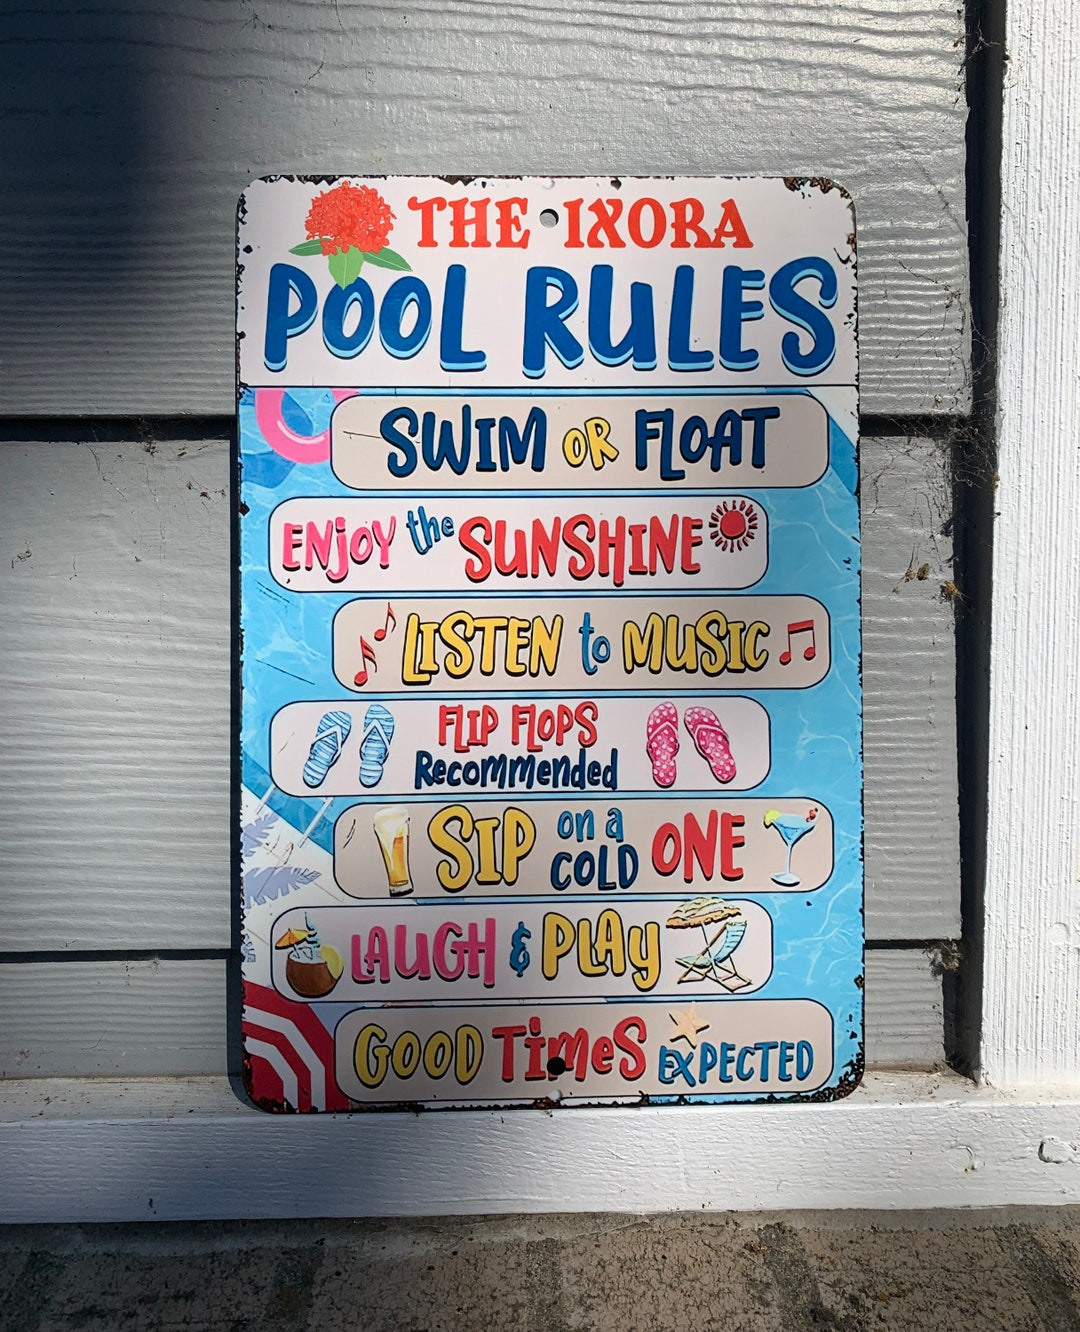 THE IXORA
POOL RULES
SWIM OR FLOAT
ENJOY the SUNSHINE
LISTEN to MUSIC
FLIP FLOPS
Recommended
SIP on a COLD ONE
LAUGH & PLAY
GOOD TIMES EXPECTED